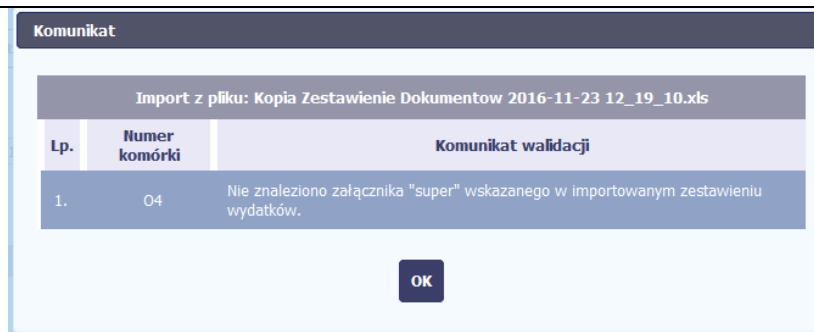 Komunikat
Import z pliku: Kopia Zestawienie Dokumentow 2016-11-23 12_19_10.xls
Lp. Numer komórki Komunikat walidacji
1. O4 Nie znaleziono załącznika "super" wskazanego w importowanym zestawieniu
wydatków.
OK